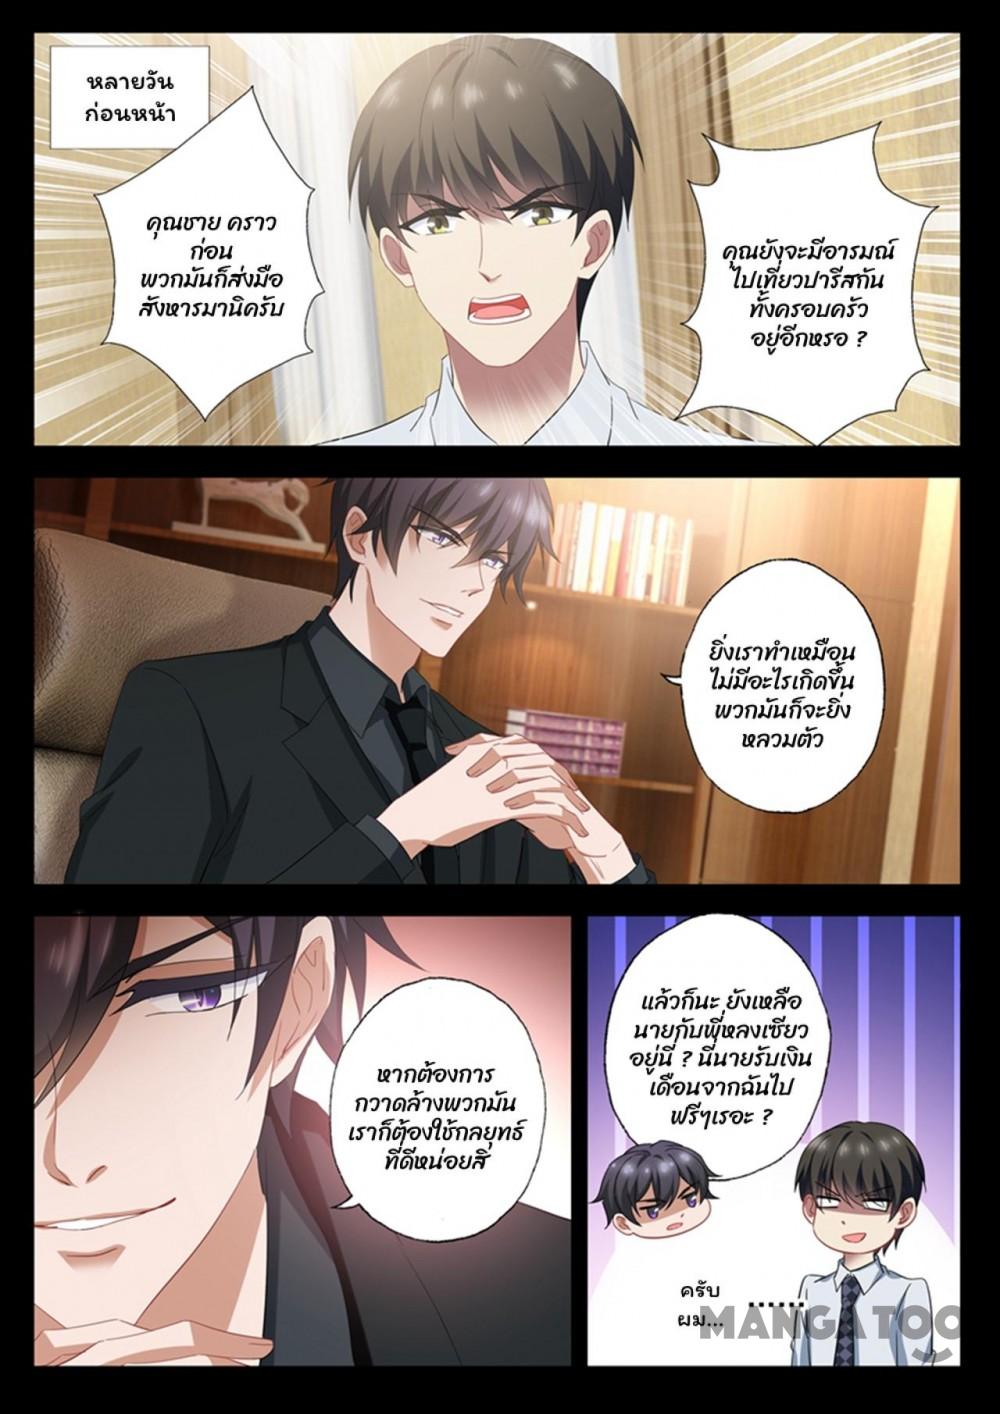 หลายวัน
ก่อนหน้า
คุณชาย คราว
ก่อน
พวกมันก็ส่งมือ
สังหารมานิครับ
คุณยังจะมีอารมณ์
ไปเที่ยวปารีสกัน
ทั้งครอบครัว
อยู่อีกหรอ ?
ยิ่งเราทำเหมือน
ไม่มีอะไรเกิดขึ้น
พวกมันก็จะยิ่ง
หลวมตัว
หากต้องการ
กวาดล้างพวกมัน
เราก็ต้องใช้กลยุทธ์
ที่ดีหน่อยสิ
แล้วก็นะ ยังเหลือ
นายกับพี่หลงเซียว
อยู่นี่ ? นี่นายรับเงิน
เดือนจากฉันไป
ฟรีๆเรอะ ?
ครับ
ผม...
......
MANGATOON